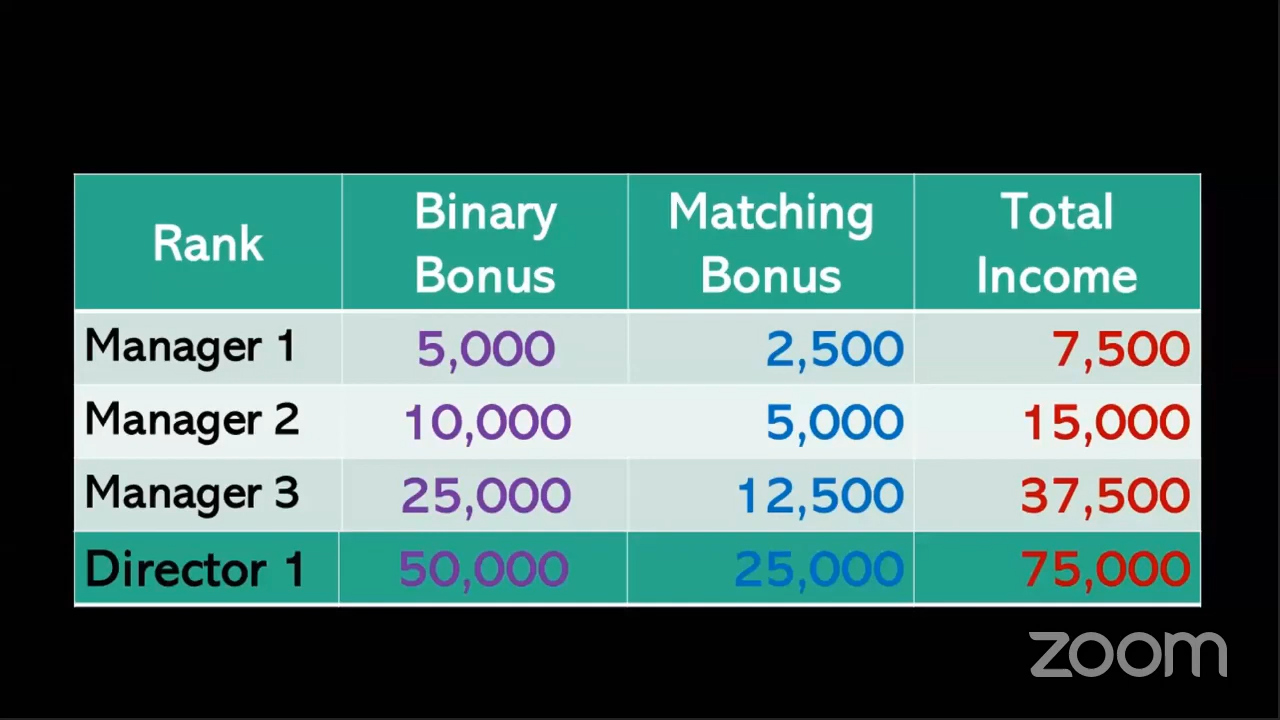 Rank Binary Bonus Matching Bonus Total Income
Manager 1 5,000 2,500 7,500
Manager 2 10,000 5,000 15,000
Manager 3 25,000 12,500 37,500
Director 1 50,000 25,000 75,000
zoom